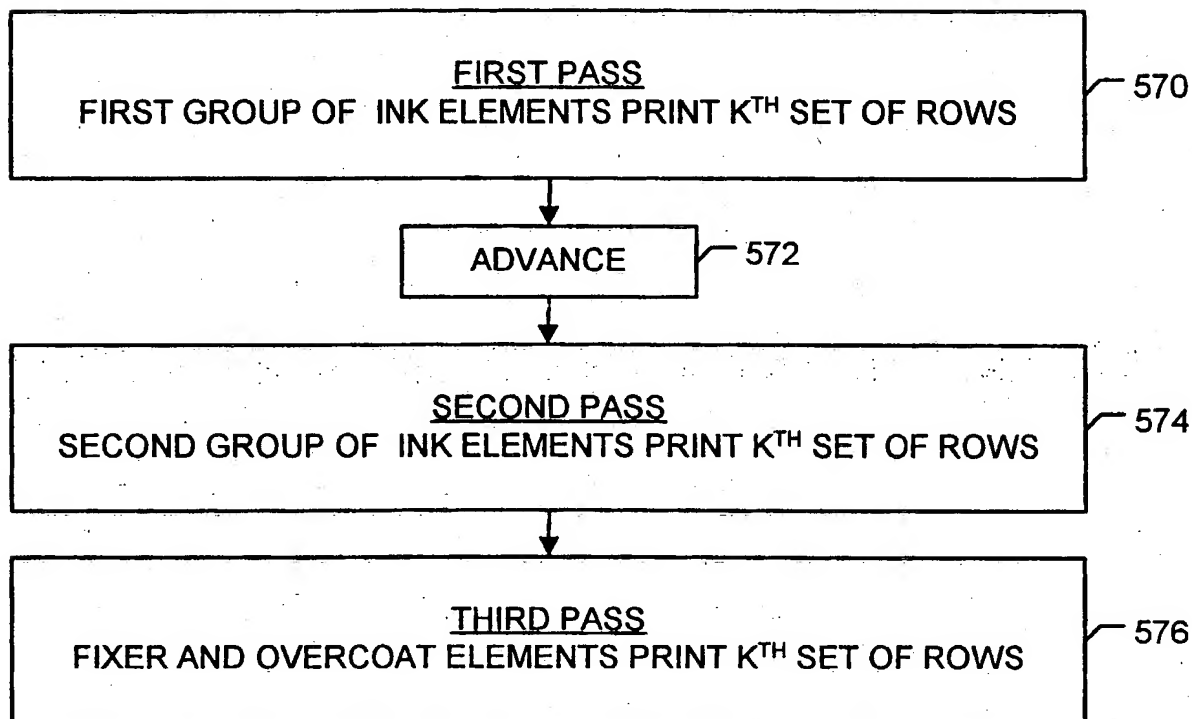 FIRST PASS
FIRST GROUP OF INK ELEMENTS PRINT KTH SET OF ROWS
570
ADVANCE
572
SECOND PASS
SECOND GROUP OF INK ELEMENTS PRINT KTH SET OF ROWS
574
THIRD PASS
FIXER AND OVERCOAT ELEMENTS PRINT KTH SET OF ROWS
576